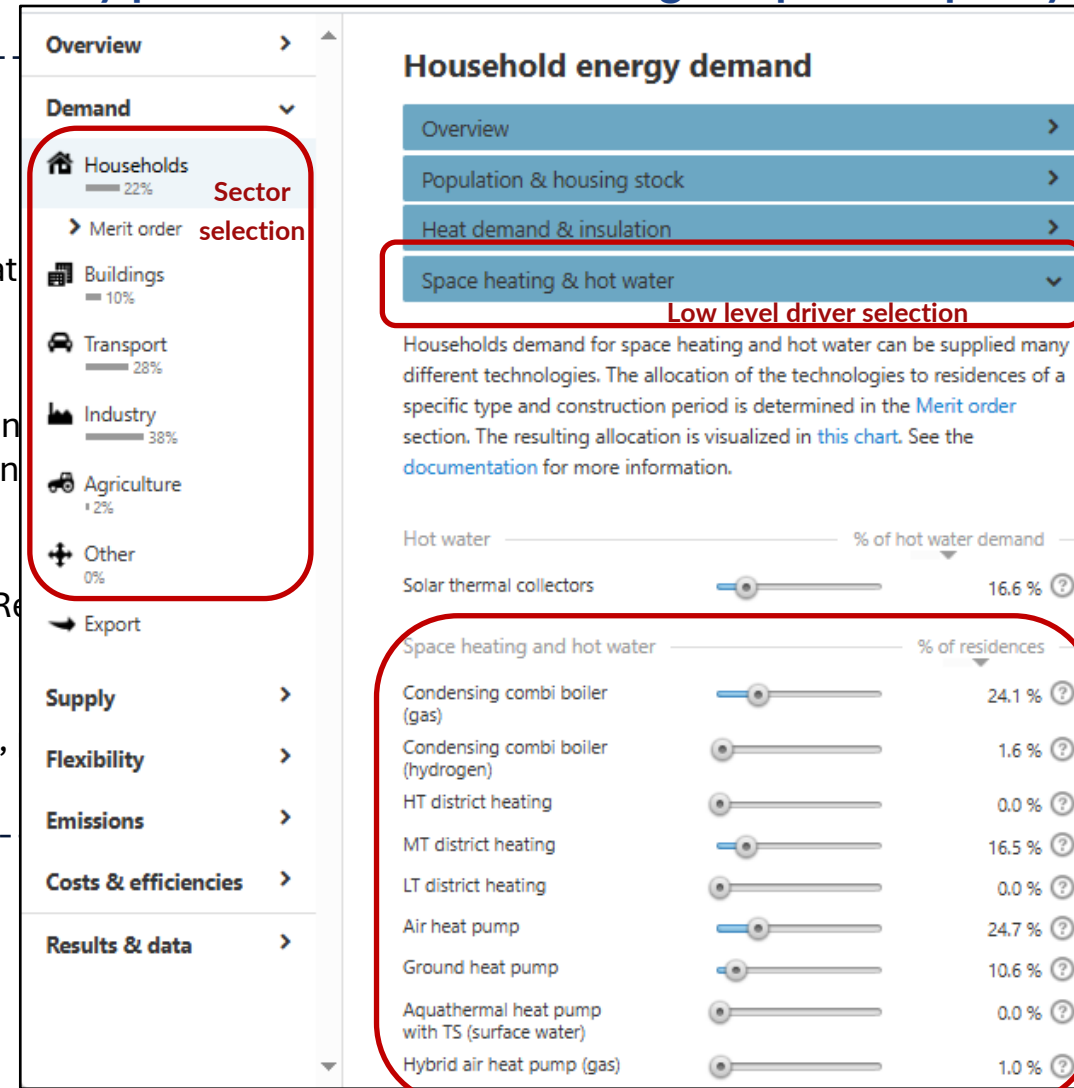 Overview
Demand
Households
22%
Sector
selection
Merit order
Buildings
10%
Transport
28%
Industry
38%
Agriculture
2%
Other
0%
Export
Supply
Flexibility
Emissions
Costs & efficiencies
Results & data
Household energy demand
Overview
Population & housing stock
Heat demand & insulation
Space heating & hot water
Low level driver selection
Households demand for space heating and hot water can be supplied many
different technologies. The allocation of the technologies to residences of a
specific type and construction period is determined in the Merit order
section. The resulting allocation is visualized in this chart. See the
documentation for more information.
Hot water % of hot water demand
Solar thermal collectors 16.6 %
Space heating and hot water % of residences
Condensing combi boiler
(gas) 24.1 %
Condensing combi boiler
(hydrogen) 1.6 %
HT district heating 0.0 %
MT district heating 16.5 %
LT district heating 0.0 %
Air heat pump 24.7 %
Ground heat pump 10.6 %
Aquathermal heat pump
with TS (surface water) 0.0 %
Hybrid air heat pump (gas) 1.0 %